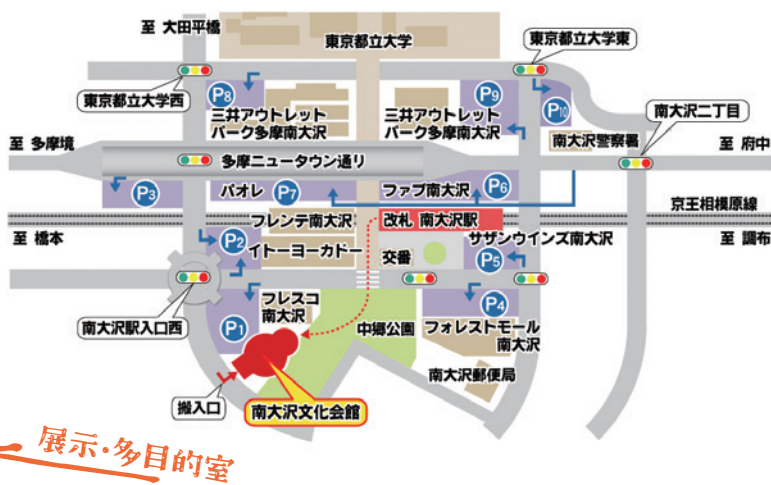 至 大田平橋
東京都立大学
東京都立大学東
東京都立大学西
P8
三井アウトレット
パーク多摩南大沢
P9
三井アウトレット
パーク多摩南大沢
P10
南大沢警察署
南大沢二丁目
至 多摩境
多摩ニュータウン通り
至 府中
P3
パオレ
P7
ファブ南大沢
P6
京王相模原線
フレンテ南大沢
改札 南大沢駅
至 橋本
P2
イトーヨーカドー
交番
サザンウインズ南大沢
P5
至 調布
南大沢駅入口西
P1
フレスコ
南大沢
中郷公園
P4
フォレストモール
南大沢
南大沢郵便局
搬入口
南大沢文化会館
展示・多目的室